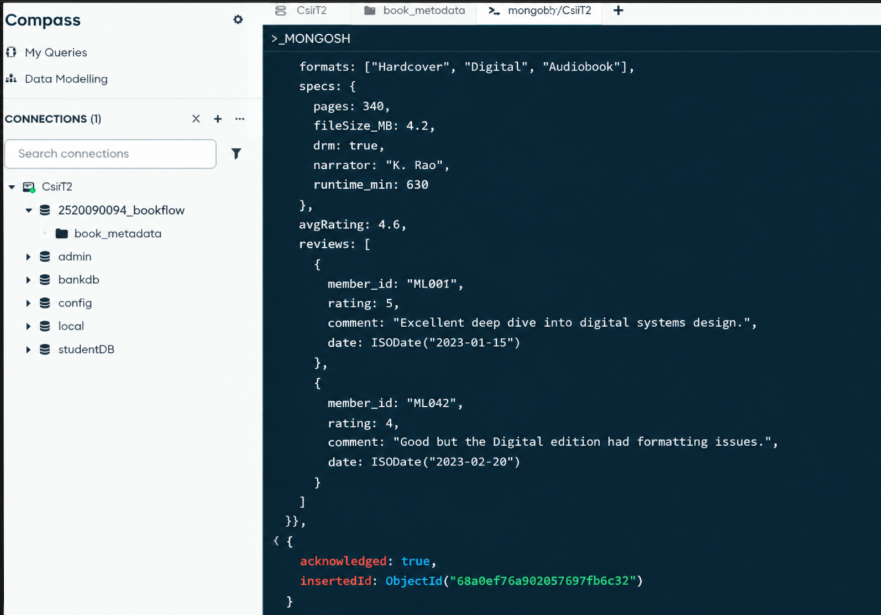 Compass
My Queries
Data Modelling
CONNECTIONS (1)
Search connections
CsirT2
2520090094_bookflow
book_metadata
admin
bankdb
config
local
studentDB
CsirT2
book_metodata
mongobb/CsiiT2
>_MONGOSH
formats: ["Hardcover", "Digital", "Audiobook"],
specs: {
pages: 340,
fileSize_MB: 4.2,
drm: true,
narrator: "K. Rao",
runtime_min: 630
},
avgRating: 4.6,
reviews: [
{
member_id: "ML001",
rating: 5,
comment: "Excellent deep dive into digital systems design.",
date: ISODate("2023-01-15")
},
{
member_id: "ML042",
rating: 4,
comment: "Good but the Digital edition had formatting issues.",
date: ISODate("2023-02-20")
}
]
}},
< {
acknowledged: true,
insertedId: ObjectId("68a0ef76a902057697fb6c32")
}